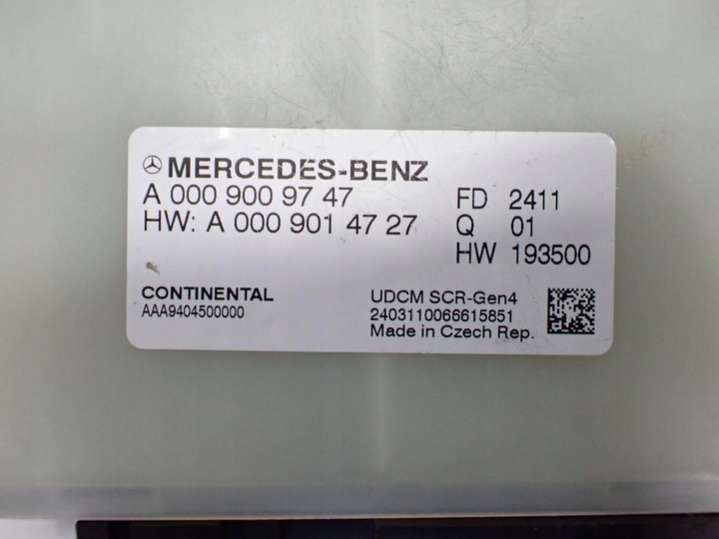 MERCEDES-BENZ
A 000 900 97 47
HW: A 000 901 47 27
FD 2411
Q 01
HW 193500
CONTINENTAL
AAA9404500000
UDCM SCR-Gen4
2403110066615851
Made in Czech Rep.